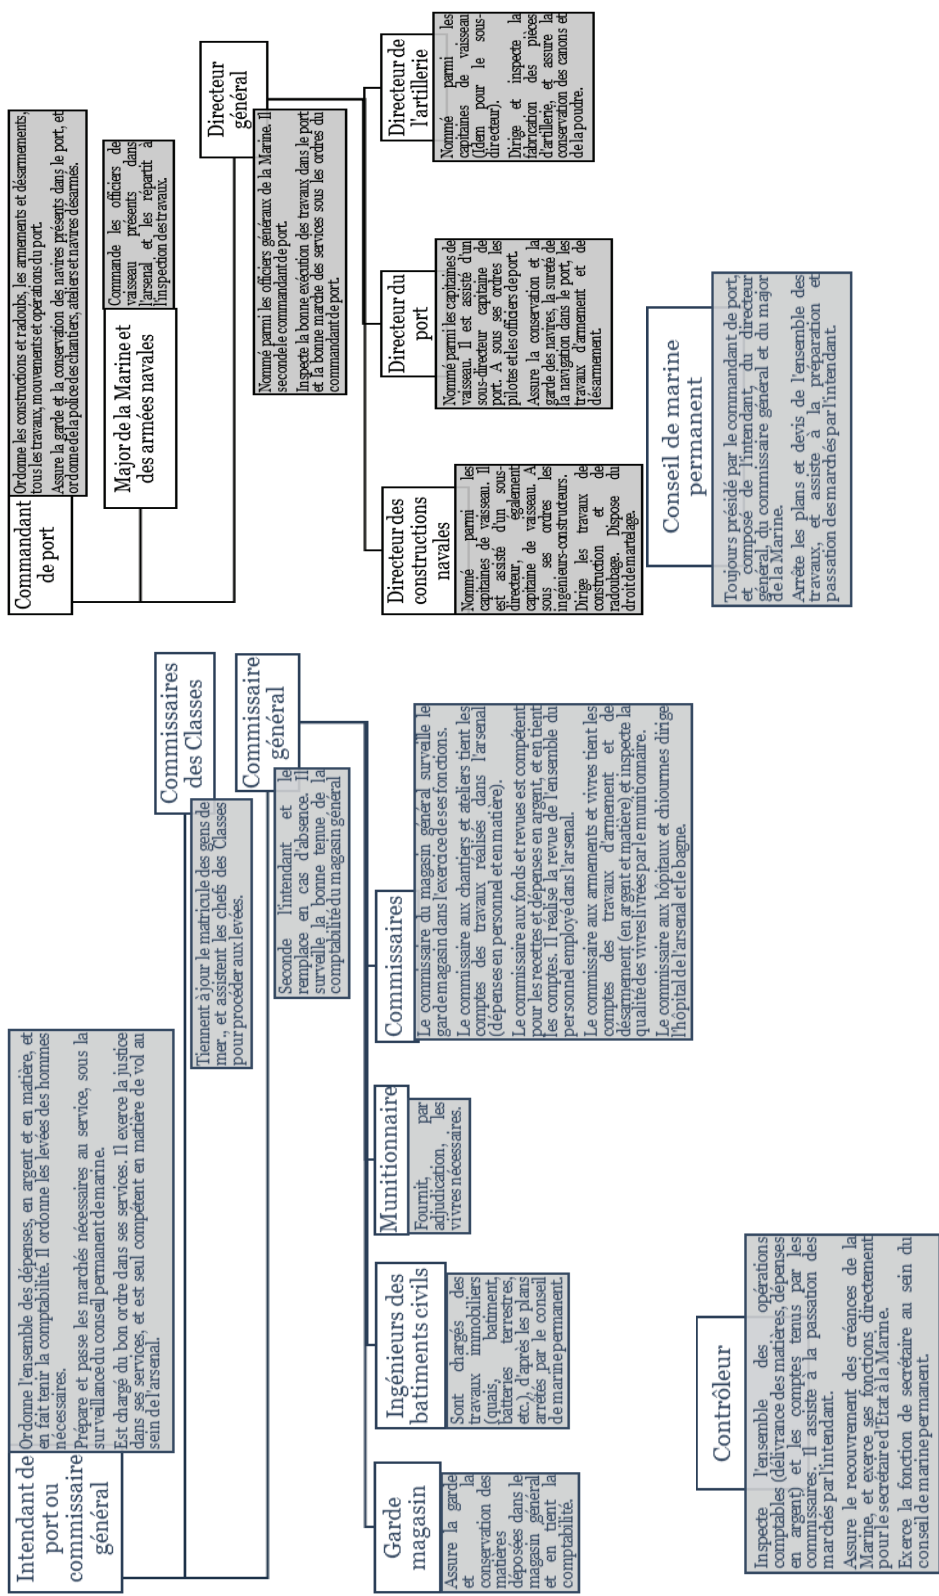 Intendant de
port ou
commissaire
général
Ordonne l'ensemble des dépenses, en argent et en matière, et
en fait tenir la comptabilité. Il ordonne les levées des hommes
nécessaires.
Prépare et passe les marchés nécessaires au service, sous la
surveillance du conseil permanent de marine.
Est chargé du bon ordre dans ses services. Il exerce la justice
dans ses services, et est seul compétent en matière de vol au
sein de l'arsenal.
Commissaires
des Classes
Tiennent à jour le matricule des gens de
mer, et assistent les chefs des Classes
pour procéder aux levées.
Commissaire
général
Seconde l'intendant et le
remplace en cas d'absence. Il
surveille la bonne tenue de la
comptabilité du magasin général
Garde
magasin
Assure la garde
et la
conservation des
matières
déposées dans le
magasin général
et en tient la
comptabilité.
Ingénieurs des
batiments civils
Sont chargés des
travaux immobiliers
(quais, batiment,
batteries terrestres,
etc.), d'après les plans
arrêtés par le conseil
de marine permanent.
Munitionnaire
Fournit, par
adjudication, les
vivres nécessaires.
Commissaires
Le commissaire du magasin général surveille le
garde magasin dans l'exercice de ses fonctions.
Le commissaire aux chantiers et ateliers tient les
comptes des travaux réalisés dans l'arsenal
(dépenses en personnel et en matière).
Le commissaire aux fonds et revues est compétent
pour les recettes et dépenses en argent, et en tient
les comptes. Il réalise la revue de l'ensemble du
personnel employé dans l'arsenal.
Le commissaire aux armements et vivres tient les
comptes des travaux d'armement et de
désarmement (en argent et matière) et inspecte la
qualité des vivres livrées par le munitionnaire.
Le commissaire aux hôpitaux et chiourmes dirige
l'hôpital de l'arsenal et le bagne.
Contrôleur
Inspecte l'ensemble des opérations
comptables (délivrance des matières, dépenses
en argent) et les comptes tenus par les
commissaires. Il assiste à la passation des
marchés par l'intendant.
Assure le recouvrement des créances de la
Marine, et exerce ses fonctions directement
pour le secrétaire d'Etat à la Marine.
Exerce la fonction de secrétaire au sein du
conseil de marine permanent.
Commandant
de port
Ordonne les constructions et radoubs, les armements et désarmements,
tous les travaux, mouvements et opérations du port.
Assure la garde et la conservation des navires présents dans le port, et
ordonne de la police des chantiers, ateliers et navires désarmés.
Major de la Marine et
des armées navales
Commande les officiers de
vaisseau présents dans
l'arsenal et les répartit à
l'inspection des travaux.
Directeur
général
Nommé parmi les officiers généraux de la Marine. Il
seconde le commandant de port.
Inspecte la bonne exécution des travaux dans le port
et la bonne marche des services sous les ordres du
commandant de port.
Directeur des
constructions
navales
Nommé parmi les
capitaines de vaisseau. Il
est assisté d'un sous-
directeur, également
capitaine de vaisseau. A
sous ses ordres les
ingénieurs-constructeurs.
Dirige les travaux de
construction et de
radoubage. Dispose du
droit de martelage.
Directeur du
port
Nommé parmi les capitaines de
vaisseau. Il est assisté d'un
sous-directeur capitaine de
port. A sous ses ordres les
pilotes et les officiers de port.
Assure la conservation et la
garde des navires, la sureté de
la navigation dans le port, les
travaux d'armement et de
désarmement.
Directeur de
l'artillerie
Nommé parmi les
capitaines de vaisseau
(Idem pour le sous-
directeur).
Dirige et inspecte la
fabrication des pièces
d'artillerie, et assure la
conservation des canons et
de la poudre.
Conseil de marine
permanent
Toujours présidé par le commandant de port,
et composé de l'intendant, du directeur
général, du commissaire général et du major
de la Marine.
Arrête les plans et devis de l'ensemble des
travaux, et assiste à la préparation et
passation des marchés par l'intendant.